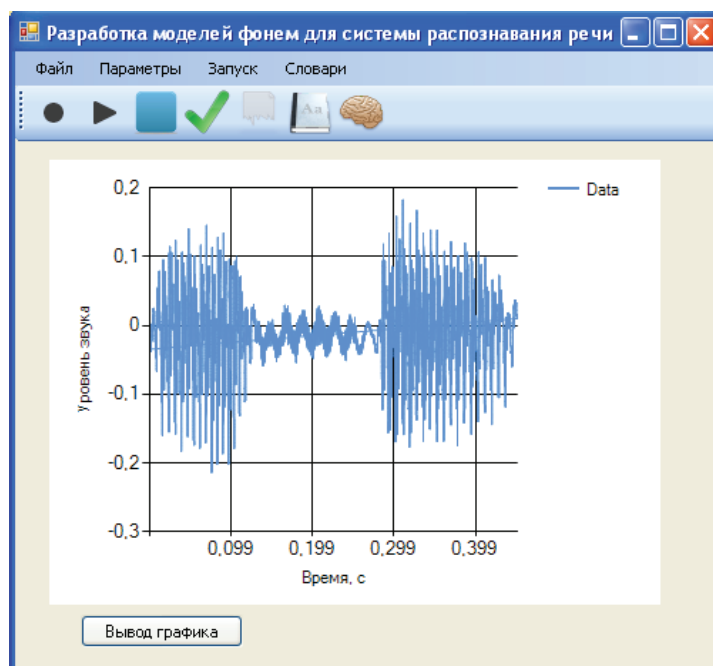 Разработка моделей фонем для системы распознавания речи
Файл Параметры Запуск Словари
Aa
0,2
Data
0,1
0
-0,1
-0,2
-0,3
Уровень звука
0,099 0,199 0,299 0,399
Время, с
Вывод графика